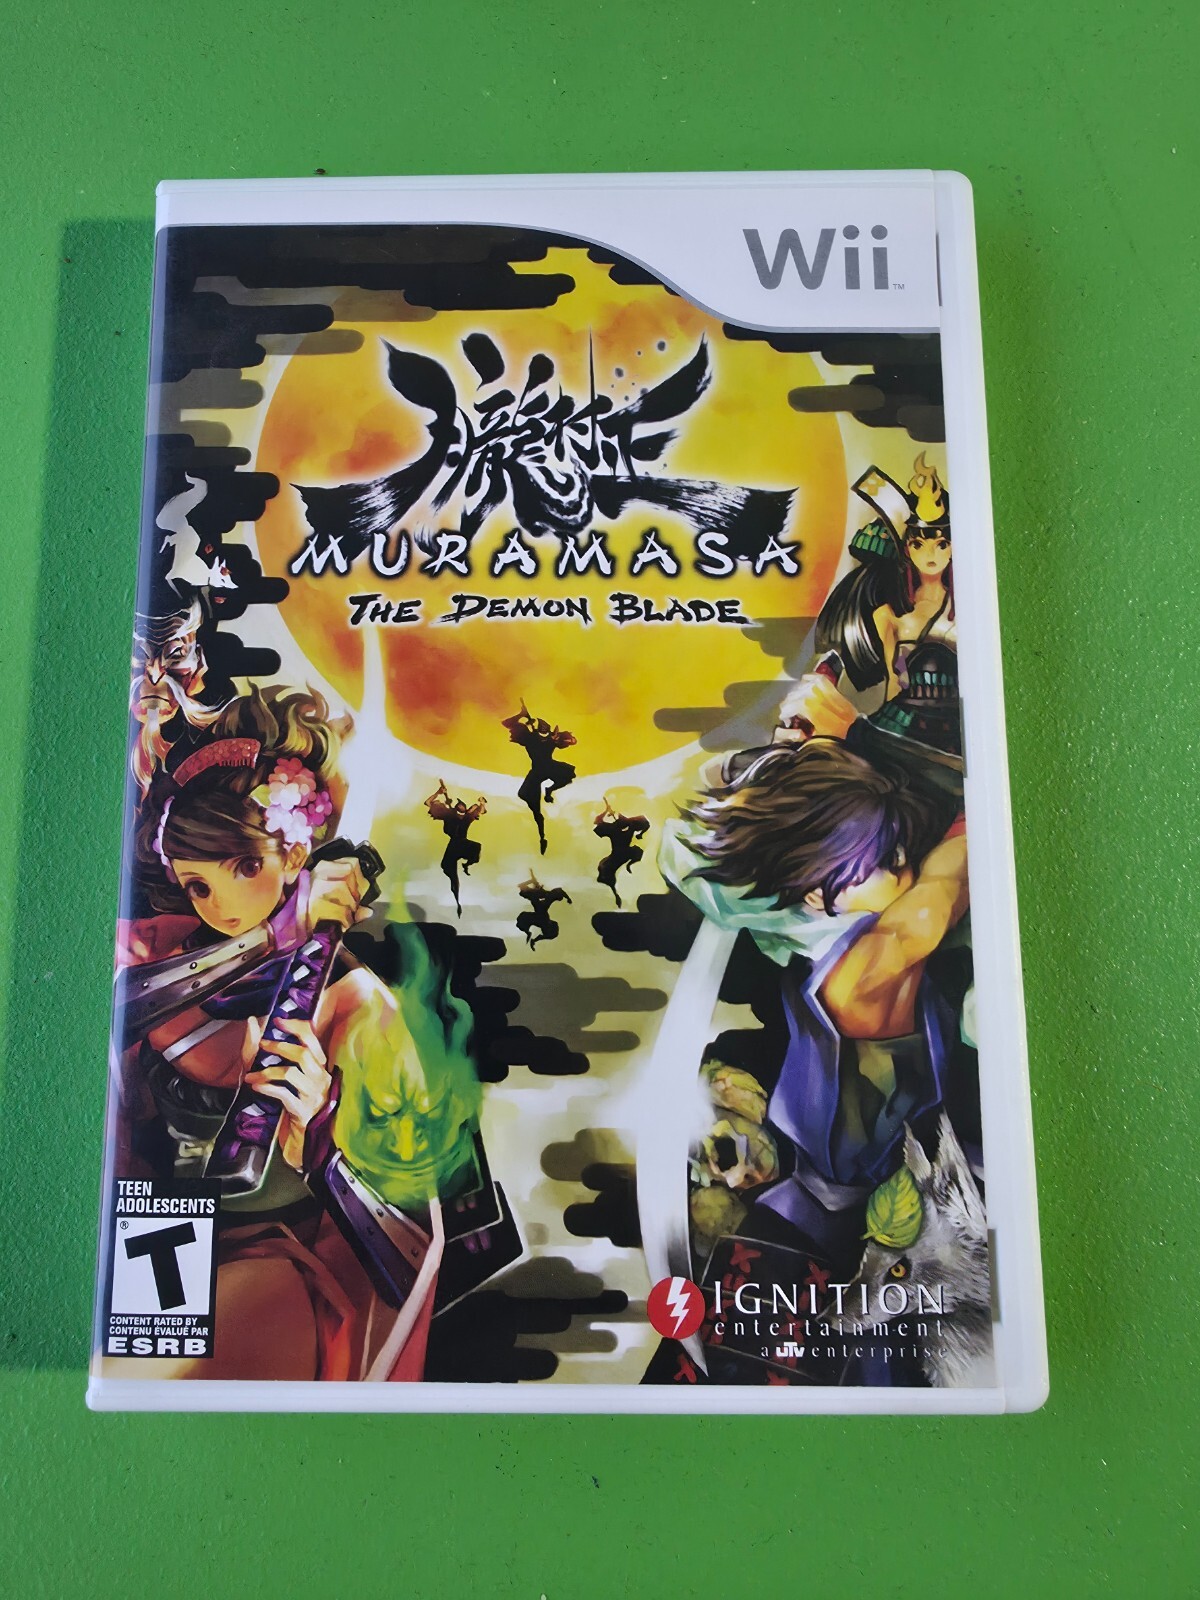 Wii™
朧村正
MURAMASA
THE DEMON BLADE
TEEN
ADOLESCENTS
®
T
CONTENT RATED BY
CONTENU ÉVALUÉ PAR
ESRB
IGNITION
entertainment
a UTV enterprise